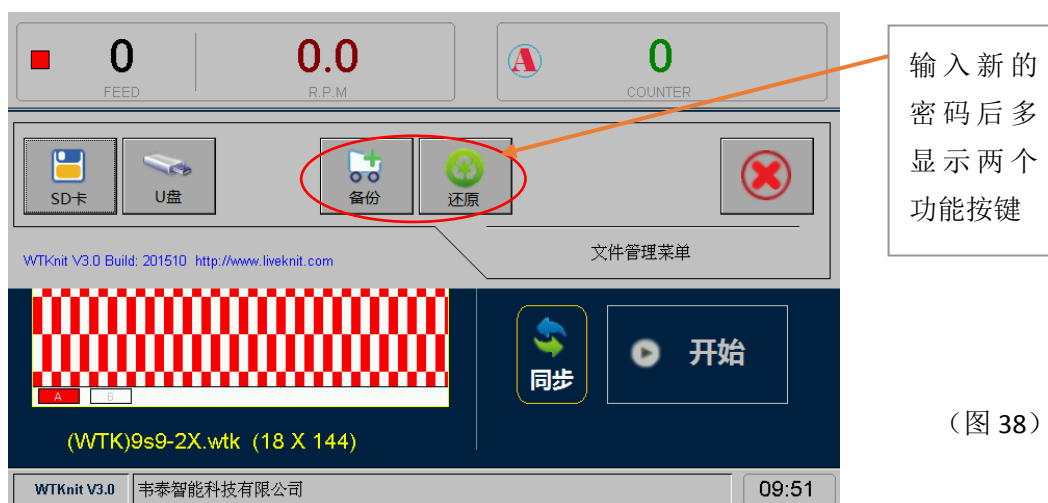 0
FEED
0.0
R.P.M
A
0
COUNTER
输入新的
密码后多
显示两个
功能按键
SD卡
U盘
备份
还原
WTKnit V3.0 Build: 201510 http://www.liveknit.com
文件管理菜单
同步
开始
A
B
(WTK)9s9-2X.wtk (18 X 144)
（图 38）
WTKnit V3.0
韦泰智能科技有限公司
09:51